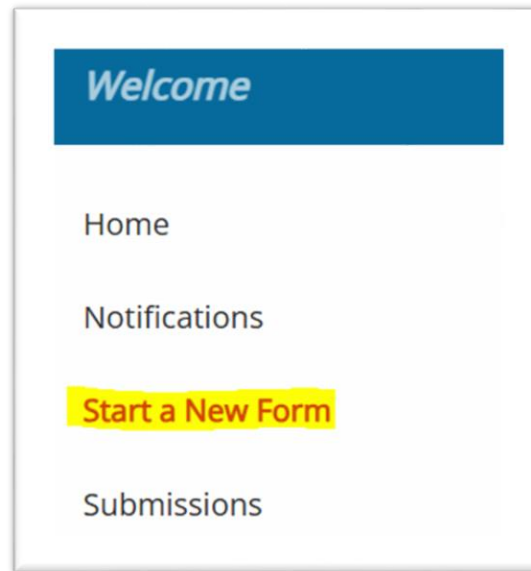 Welcome
Home
Notifications
Start a New Form
Submissions